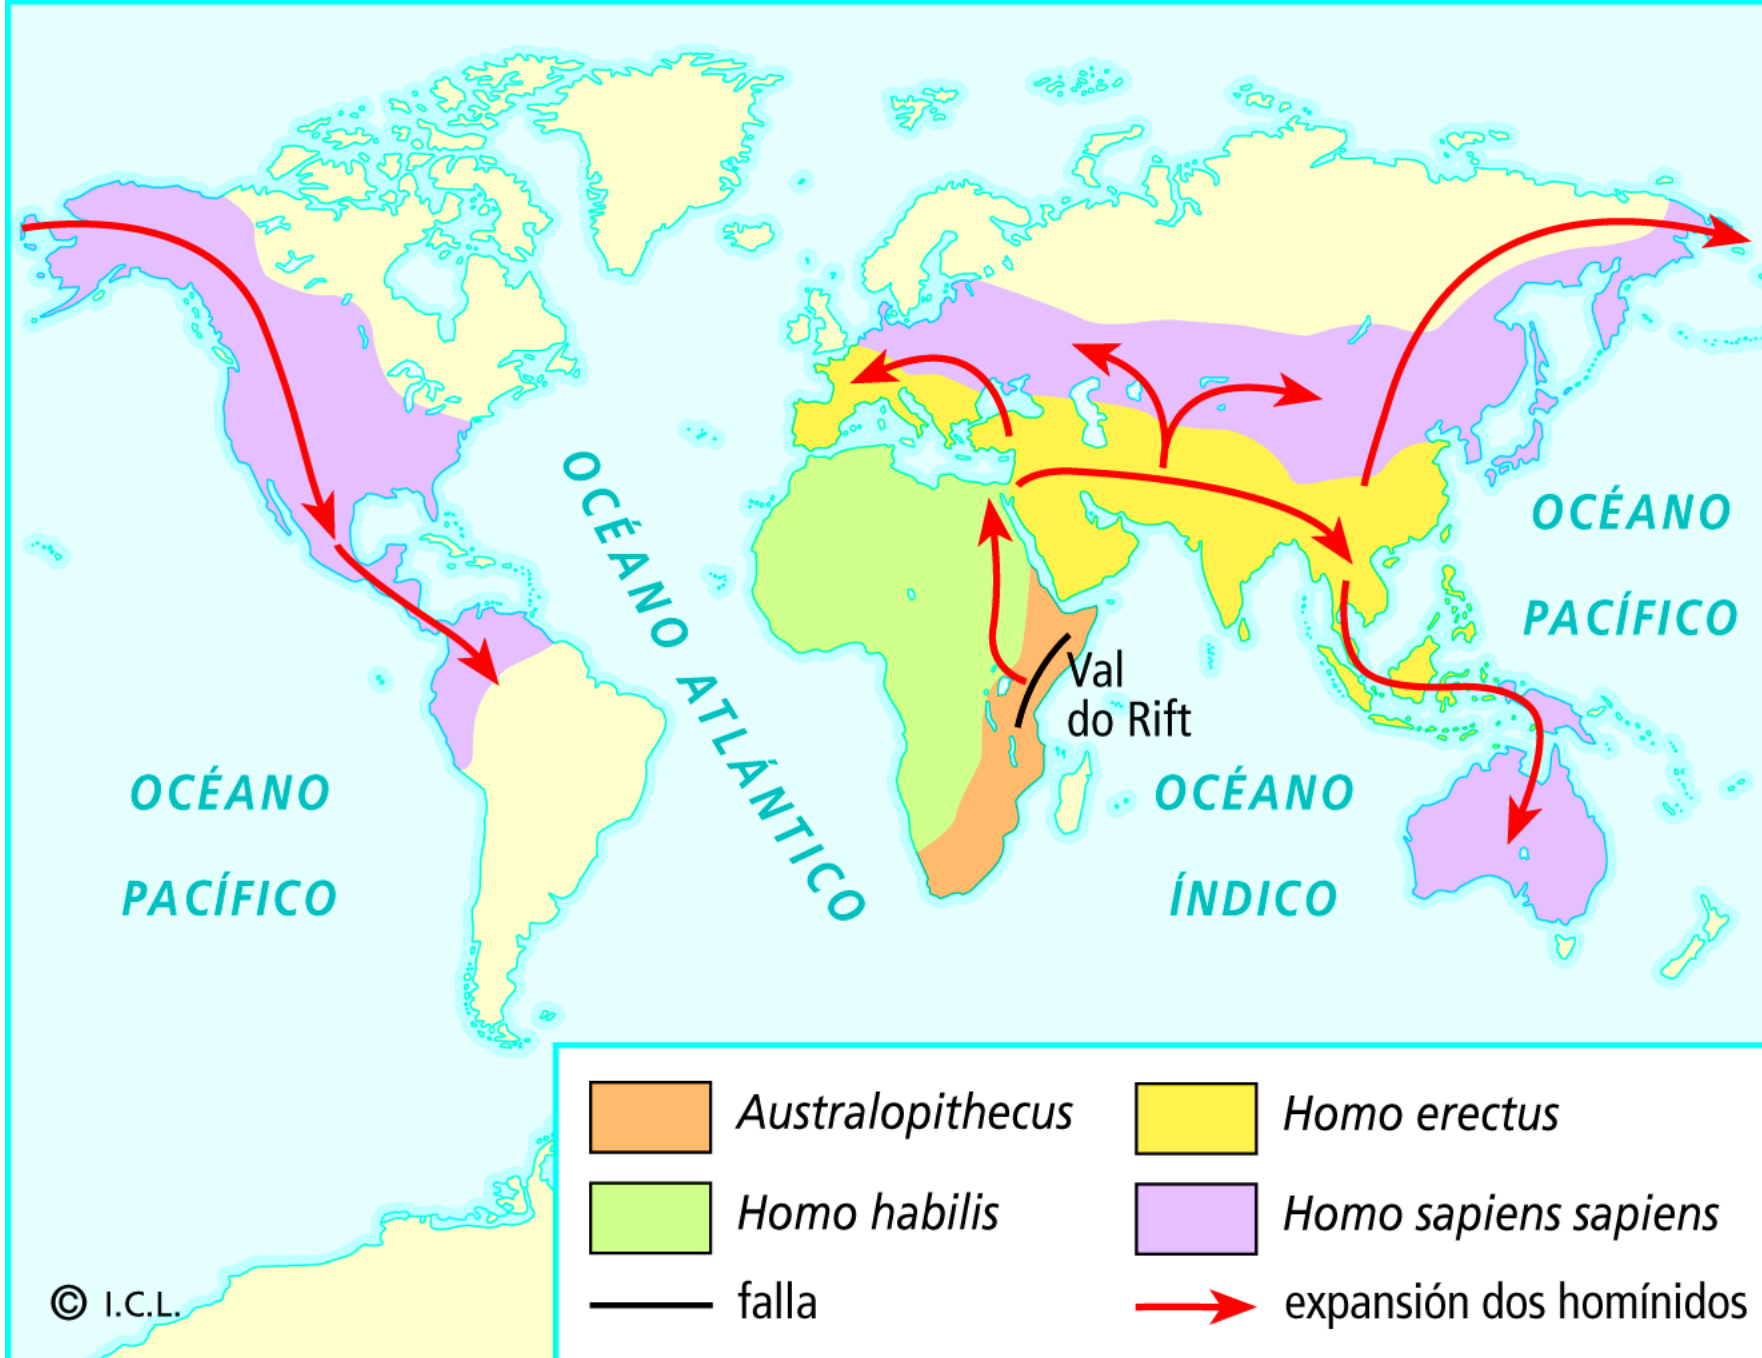 OCÉANO ATLÁNTICO
OCÉANO
PACÍFICO
Val
do Rift
OCÉANO
PACÍFICO
OCÉANO
ÍNDICO
Australopithecus
Homo erectus
Homo habilis
Homo sapiens sapiens
falla
expansión dos homínidos
© I.C.L.